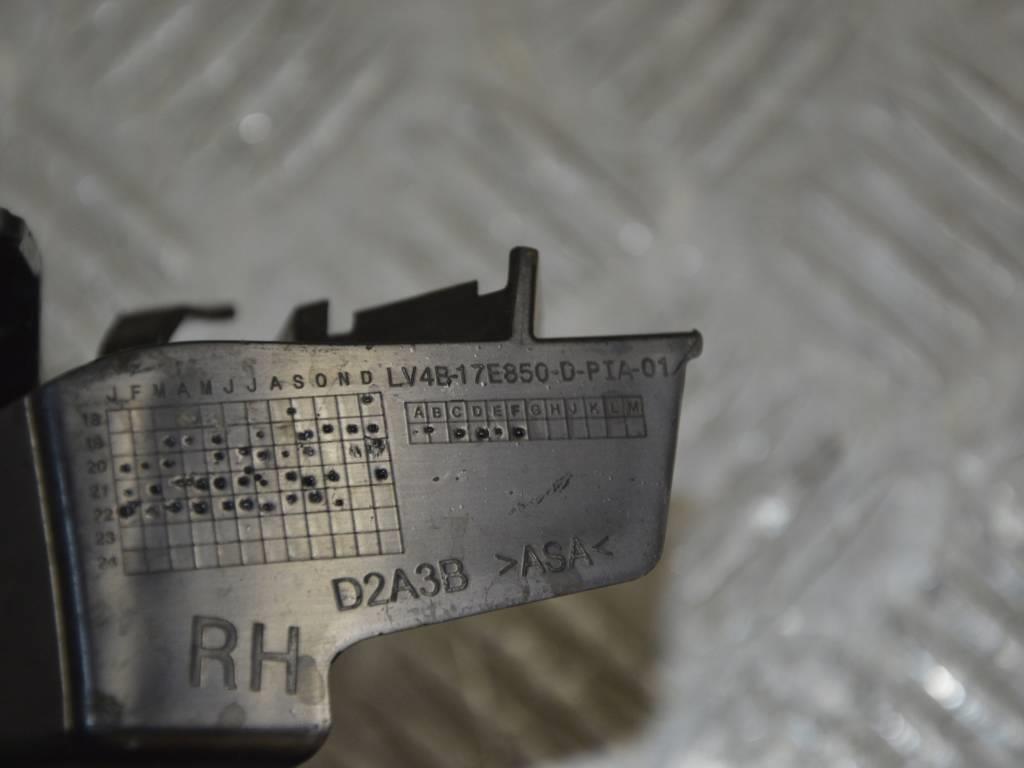 J F M A M J J A S O N D LV4B-17E850-D-PIA-01
A B C D E F G H J K L M
18
19
20
21
22
23
24
D2A3B >ASA<
RH